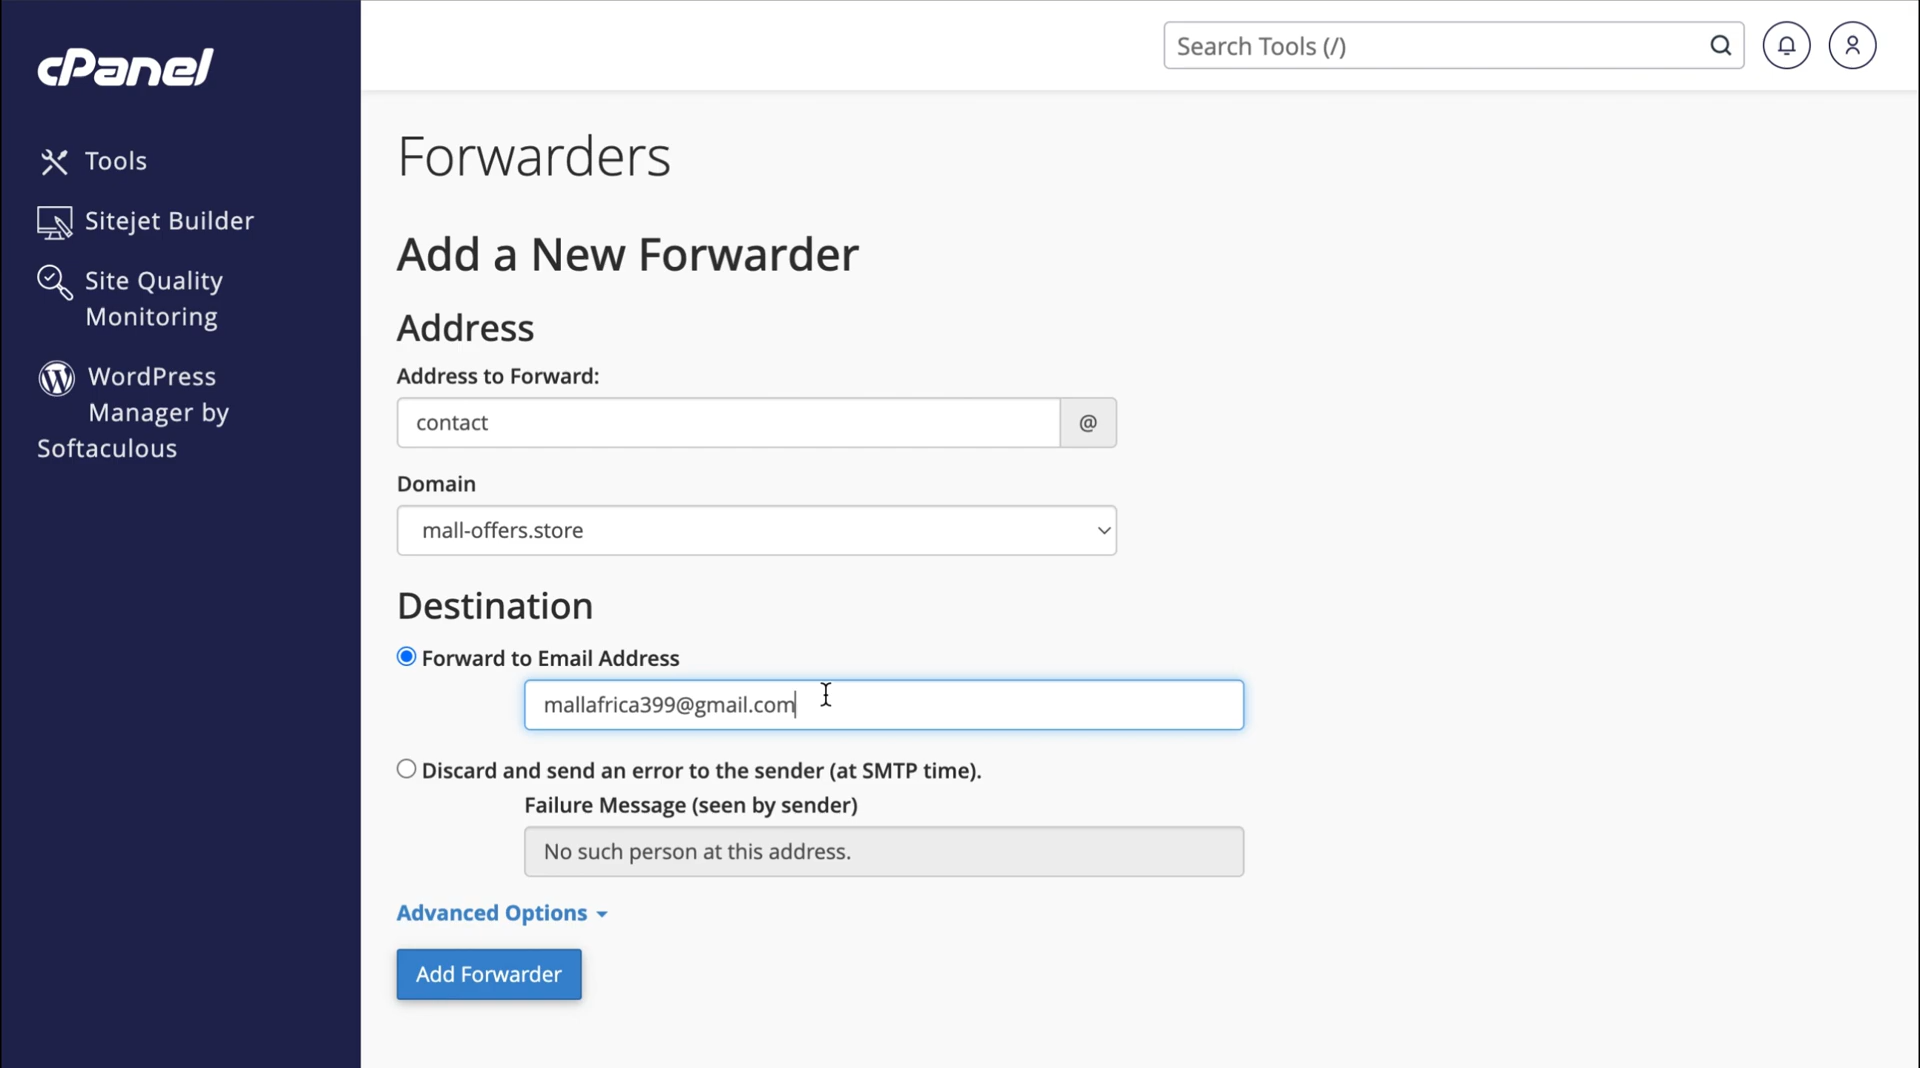 cPanel
Search Tools (/)
Tools
Sitejet Builder
Site Quality
Monitoring
WordPress
Manager by
Softaculous
Forwarders
Add a New Forwarder
Address
Address to Forward:
contact @
Domain
mall-offers.store
Destination
Forward to Email Address
mallafrica399@gmail.com
Discard and send an error to the sender (at SMTP time).
Failure Message (seen by sender)
No such person at this address.
Advanced Options
Add Forwarder